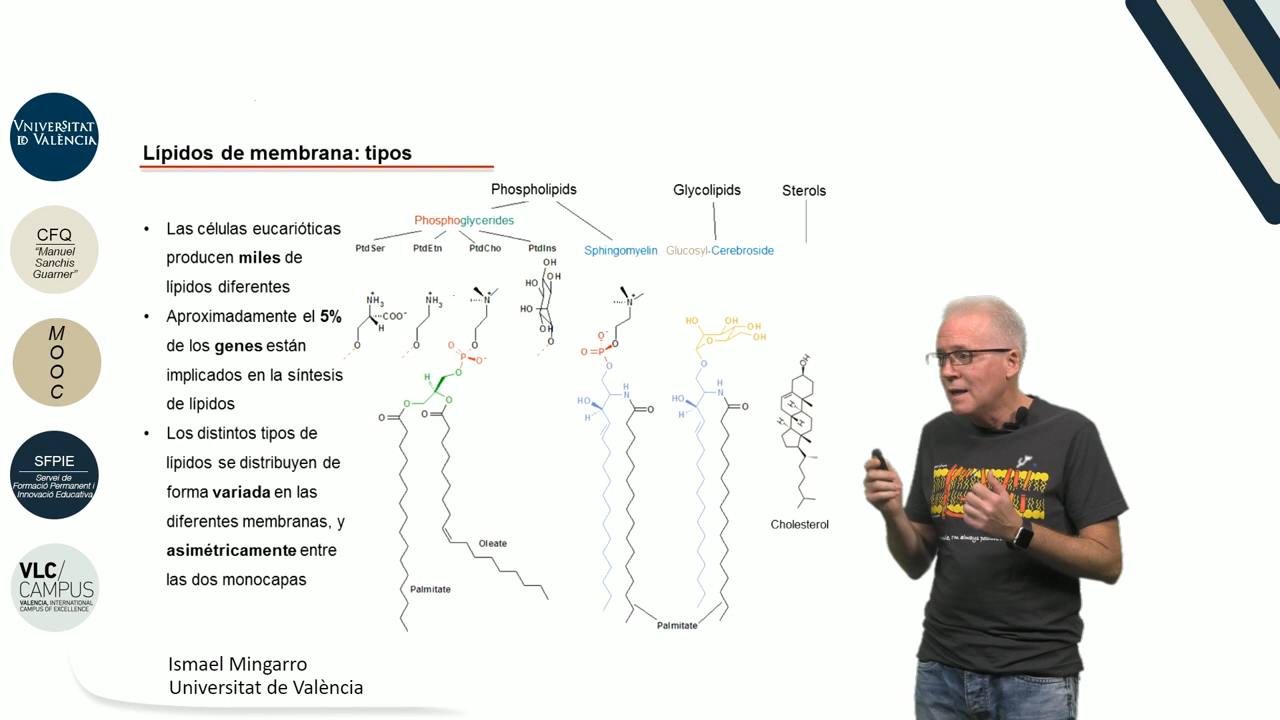 VNIVERSITAT
ID VALÈNCIA
CFQ
"Manuel
Sanchis
Guarner"
M
O
O
C
SFPIE
Servei de
Formació Permanent i
Innovació Educativa
VLC/
CAMPUS
VALENCIA, INTERNATIONAL
CAMPUS OF EXCELLENCE
Lípidos de membrana: tipos
• Las células eucarióticas
producen miles de
lípidos diferentes
• Aproximadamente el 5%
de los genes están
implicados en la síntesis
de lípidos
• Los distintos tipos de
lípidos se distribuyen de
forma variada en las
diferentes membranas, y
asimétricamente entre
las dos monocapas
Phospholipids
Glycolipids
Sterols
Phosphoglycerides
PtdSer
PtdEtn
PtdCho
PtdIns
Sphingomyelin
Glucosyl-Cerebroside
Oleate
Palmitate
Palmitate
Cholesterol
Ismael Mingarro
Universitat de València